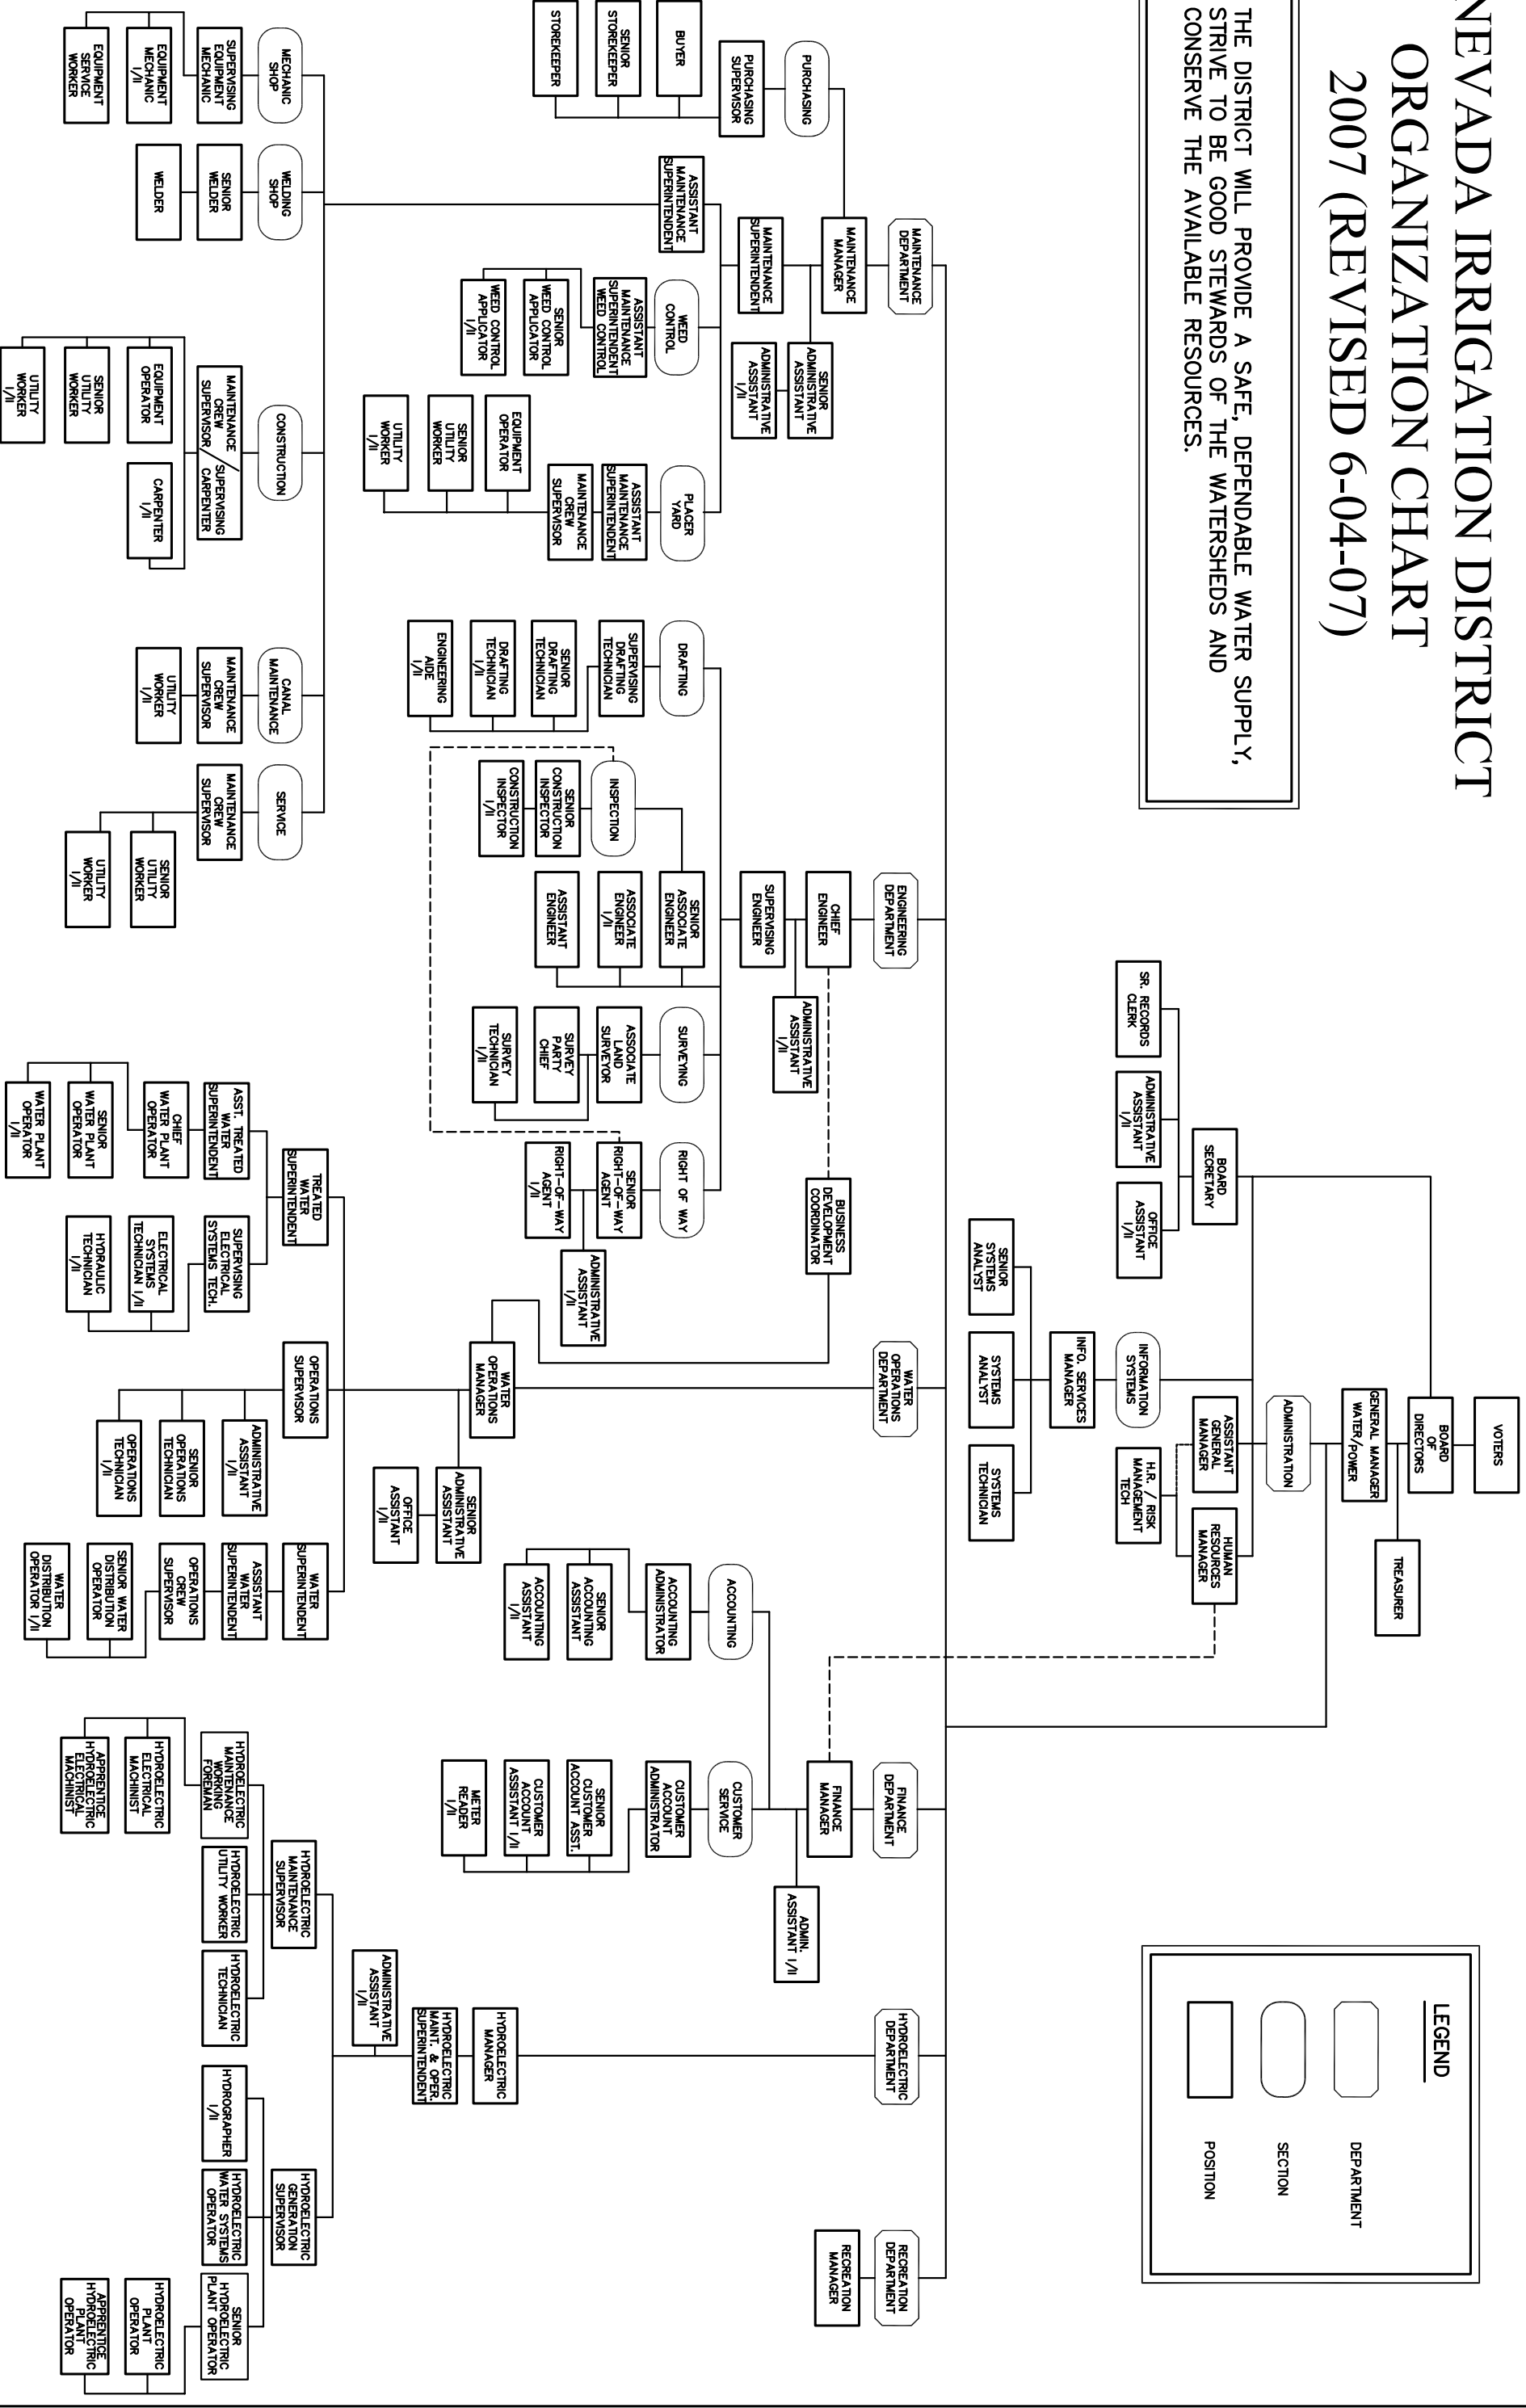 NEVADA IRRIGATION DISTRICT
ORGANIZATION CHART
2007 (REVISED 6-04-07)
THE DISTRICT WILL PROVIDE A SAFE, DEPENDABLE WATER SUPPLY,
STRIVE TO BE GOOD STEWARDS OF THE WATERSHEDS AND
CONSERVE THE AVAILABLE RESOURCES.
LEGEND
DEPARTMENT
SECTION
POSITION
VOTERS
BOARD
OF
DIRECTORS
TREASURER
GENERAL MANAGER
WATER/POWER
ADMINISTRATION
BOARD
SECRETARY
SR. RECORDS
CLERK
ADMINISTRATIVE
ASSISTANT
I/II
OFFICE
ASSISTANT
I/II
INFORMATION
SYSTEMS
INFO. SERVICES
MANAGER
SENIOR
SYSTEMS
ANALYST
SYSTEMS
ANALYST
SYSTEMS
TECHNICIAN
ASSISTANT
GENERAL
MANAGER
HUMAN
RESOURCES
MANAGER
H.R. / RISK
MANAGEMENT
TECH
MAINTENANCE
DEPARTMENT
MAINTENANCE
MANAGER
PURCHASING
PURCHASING
SUPERVISOR
BUYER
SENIOR
STOREKEEPER
STOREKEEPER
SENIOR
ADMINISTRATIVE
ASSISTANT
ADMINISTRATIVE
ASSISTANT
I/II
MAINTENANCE
SUPERINTENDENT
ASSISTANT
MAINTENANCE
SUPERINTENDENT
WEED
CONTROL
ASSISTANT
MAINTENANCE
SUPERINTENDENT
WEED CONTROL
SENIOR
WEED CONTROL
APPLICATOR
WEED CONTROL
APPLICATOR
I/II
PLACER
YARD
ASSISTANT
MAINTENANCE
SUPERINTENDENT
MAINTENANCE
CREW
SUPERVISOR
EQUIPMENT
OPERATOR
SENIOR
UTILITY
WORKER
UTILITY
WORKER
I/II
MECHANIC
SHOP
SUPERVISING
EQUIPMENT
MECHANIC
EQUIPMENT
MECHANIC
I/II
EQUIPMENT
SERVICE
WORKER
WELDING
SHOP
SENIOR
WELDER
WELDER
CONSTRUCTION
MAINTENANCE
CREW
SUPERVISOR
SUPERVISING
CARPENTER
EQUIPMENT
OPERATOR
SENIOR
UTILITY
WORKER
UTILITY
WORKER
I/II
CARPENTER
I/II
CANAL
MAINTENANCE
MAINTENANCE
CREW
SUPERVISOR
UTILITY
WORKER
I/II
SERVICE
MAINTENANCE
CREW
SUPERVISOR
SENIOR
UTILITY
WORKER
UTILITY
WORKER
I/II
ENGINEERING
DEPARTMENT
CHIEF
ENGINEER
ADMINISTRATIVE
ASSISTANT
I/II
BUSINESS
DEVELOPMENT
COORDINATOR
SUPERVISING
ENGINEER
DRAFTING
SUPERVISING
DRAFTING
TECHNICIAN
SENIOR
DRAFTING
TECHNICIAN
DRAFTING
TECHNICIAN
I/II
ENGINEERING
AIDE
I/II
INSPECTION
SENIOR
CONSTRUCTION
INSPECTOR
CONSTRUCTION
INSPECTOR
I/II
SENIOR
ASSOCIATE
ENGINEER
ASSOCIATE
ENGINEER
I/II
ASSISTANT
ENGINEER
SURVEYING
ASSOCIATE
LAND
SURVEYOR
SURVEY
PARTY
CHIEF
SURVEY
TECHNICIAN
I/II
RIGHT OF WAY
SENIOR
RIGHT-OF-WAY
AGENT
RIGHT-OF-WAY
AGENT
I/II
ADMINISTRATIVE
ASSISTANT
I/II
WATER
OPERATIONS
DEPARTMENT
WATER
OPERATIONS
MANAGER
SENIOR
ADMINISTRATIVE
ASSISTANT
OFFICE
ASSISTANT
I/II
TREATED
WATER
SUPERINTENDENT
ASST. TREATED
WATER
SUPERINTENDENT
CHIEF
WATER PLANT
OPERATOR
SENIOR
WATER PLANT
OPERATOR
WATER PLANT
OPERATOR
I/II
SUPERVISING
ELECTRICAL
SYSTEMS TECH.
ELECTRICAL
SYSTEMS
TECHNICIAN I/II
HYDRAULIC
TECHNICIAN
I/II
OPERATIONS
SUPERVISOR
ADMINISTRATIVE
ASSISTANT
I/II
SENIOR
OPERATIONS
TECHNICIAN
OPERATIONS
TECHNICIAN
I/II
WATER
SUPERINTENDENT
ASSISTANT
WATER
SUPERINTENDENT
OPERATIONS
CREW
SUPERVISOR
SENIOR WATER
DISTRIBUTION
OPERATOR
WATER
DISTRIBUTION
OPERATOR I/II
FINANCE
DEPARTMENT
FINANCE
MANAGER
ADMIN.
ASSISTANT I/II
ACCOUNTING
ACCOUNTING
ADMINISTRATOR
SENIOR
ACCOUNTING
ASSISTANT
ACCOUNTING
ASSISTANT
I/II
CUSTOMER
SERVICE
CUSTOMER
ACCOUNT
ADMINISTRATOR
SENIOR
CUSTOMER
ACCOUNT ASST.
CUSTOMER
ACCOUNT
ASSISTANT I/II
METER
READER
I/II
HYDROELECTRIC
DEPARTMENT
HYDROELECTRIC
MANAGER
HYDROELECTRIC
MAINT. & OPER.
SUPERINTENDENT
ADMINISTRATIVE
ASSISTANT
I/II
HYDROELECTRIC
MAINTENANCE
SUPERVISOR
HYDROELECTRIC
MAINTENANCE
WORKING
FOREMAN
HYDROELECTRIC
ELECTRICAL
MACHINIST
APPRENTICE
HYDROELECTRIC
ELECTRICAL
MACHINIST
HYDROELECTRIC
UTILITY WORKER
HYDROELECTRIC
TECHNICIAN
HYDROELECTRIC
GENERATION
SUPERVISOR
HYDROGRAPHER
I/II
HYDROELECTRIC
WATER SYSTEMS
OPERATOR
SENIOR
HYDROELECTRIC
PLANT OPERATOR
HYDROELECTRIC
PLANT
OPERATOR
APPRENTICE
HYDROELECTRIC
PLANT
OPERATOR
RECREATION
DEPARTMENT
RECREATION
MANAGER